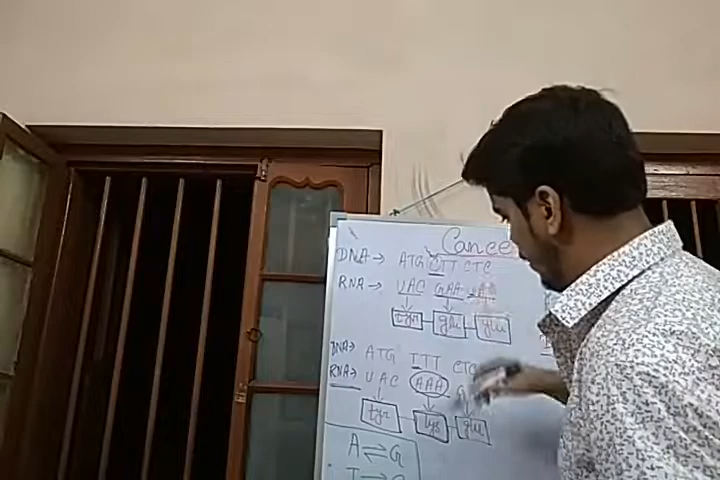 Cance
DNA → ATG CTT CTC
RNA → UAC GAA GAG
tyr glu glu
DNA → ATG TTT CTC
RNA → UAC AAA G
tyr lys glu
A ⇌ G
T ⇌ C